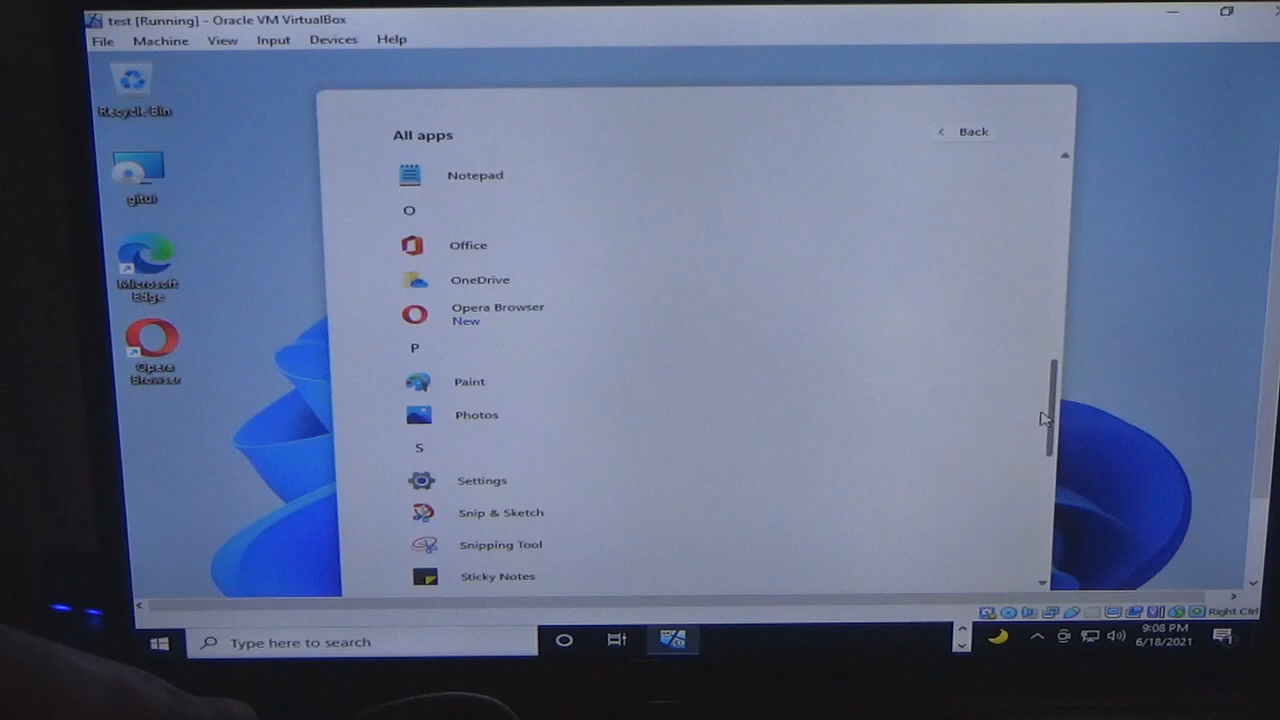 test [Running] - Oracle VM VirtualBox
File Machine View Input Devices Help
Recycle Bin
gitui
Microsoft
Edge
Opera
Browser
All apps
Back
Notepad
O
Office
OneDrive
Opera Browser
New
P
Paint
Photos
S
Settings
Snip & Sketch
Snipping Tool
Sticky Notes
Right Ctrl
Type here to search
9:08 PM
6/18/2021